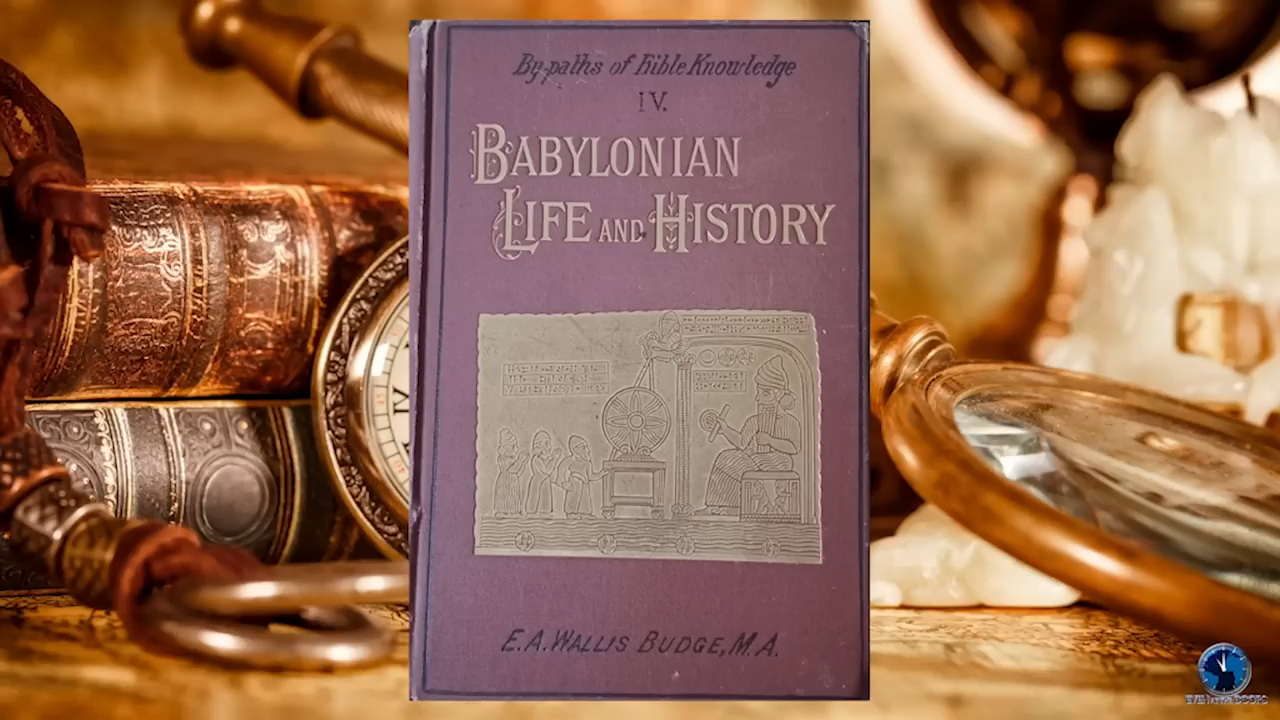 By-paths of Bible Knowledge
IV.
BABYLONIAN
LIFE AND HISTORY
E.A. WALLIS BUDGE, M.A.